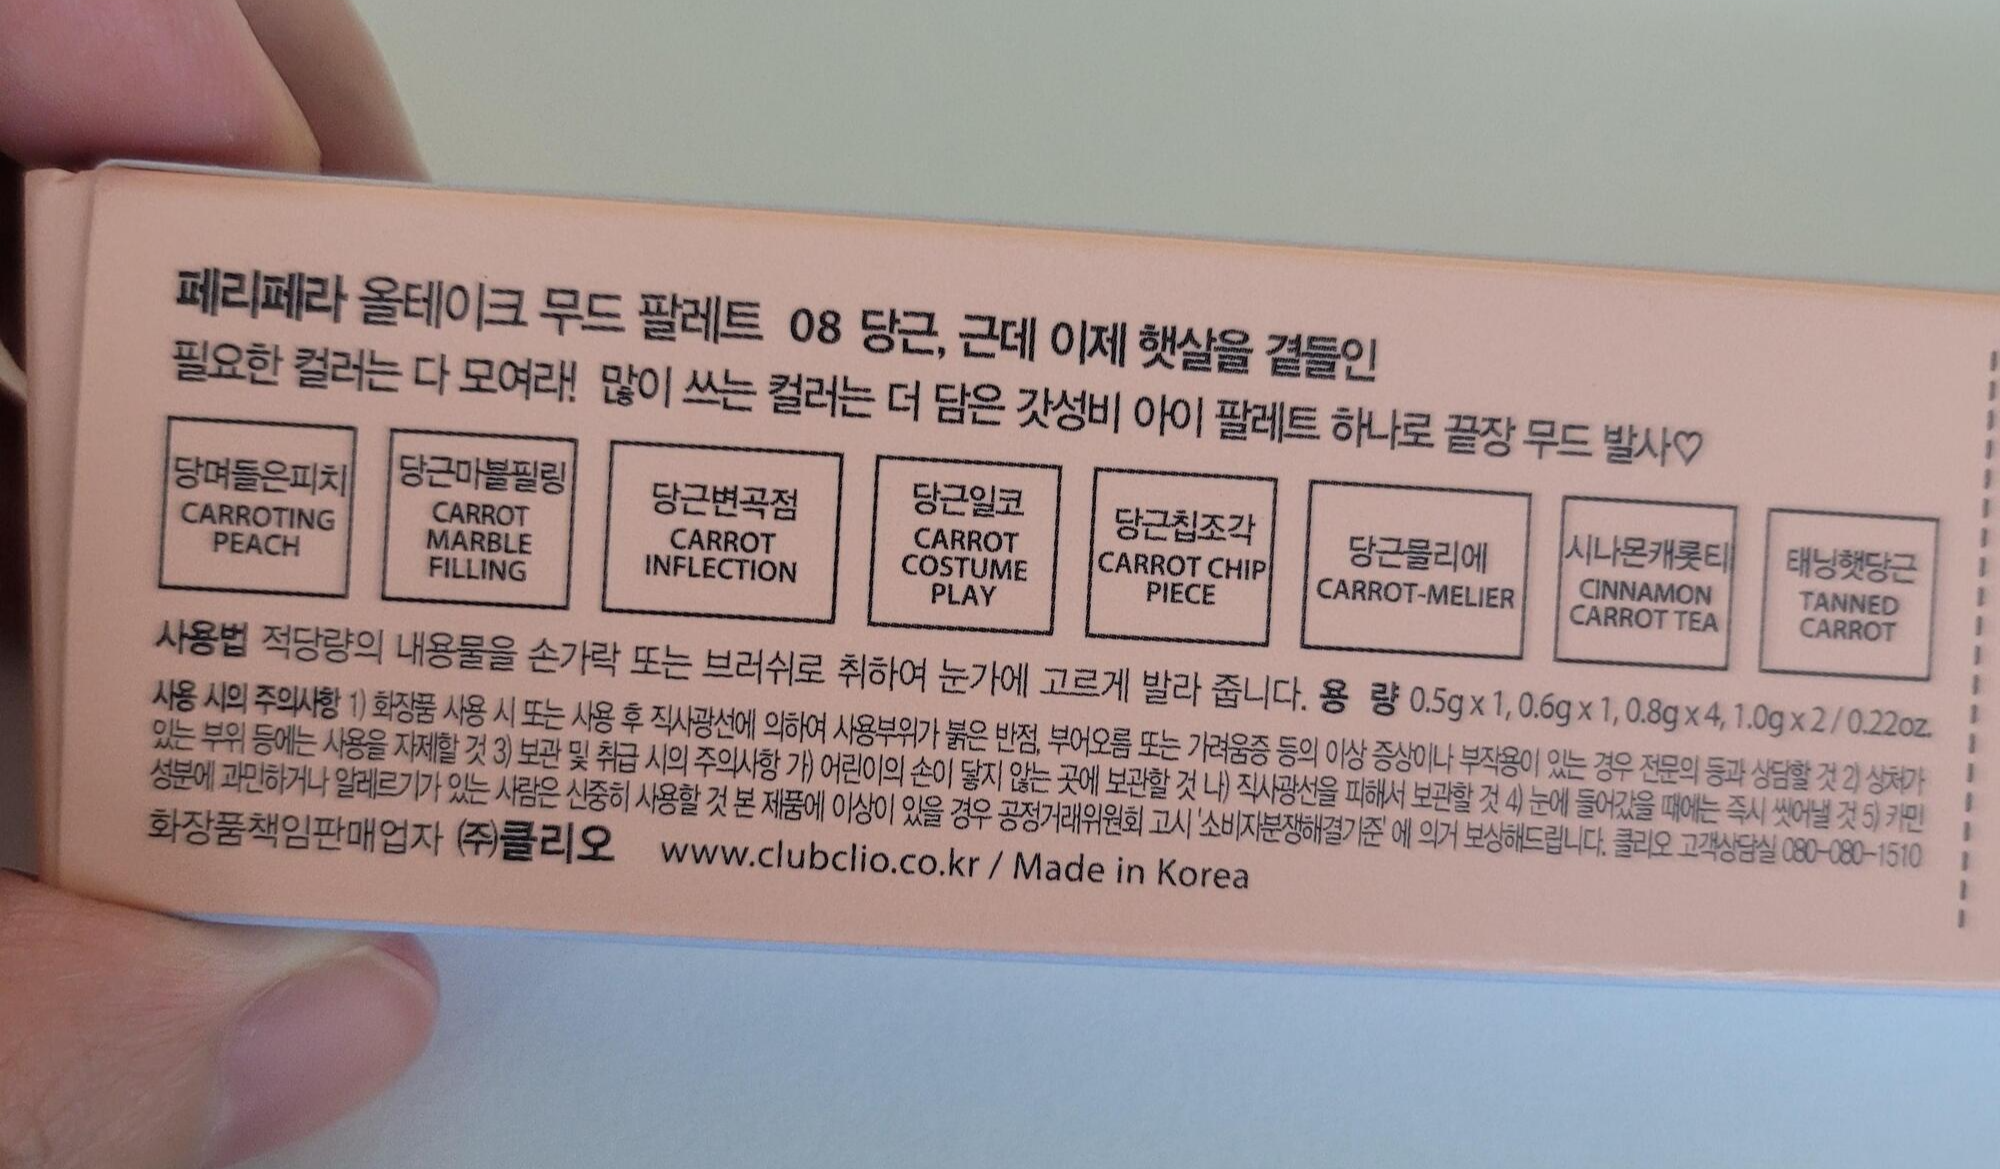 페리페라 올테이크 무드 팔레트 08 당근, 근데 이제 햇살을 곁들인
필요한 컬러는 다 모여라! 많이 쓰는 컬러는 더 담은 갓성비 아이 팔레트 하나로 끝장 무드 발사♡
당며들은피치
CARROTING
PEACH
당근마블필링
CARROT
MARBLE
FILLING
당근변곡점
CARROT
INFLECTION
당근일코
CARROT
COSTUME
PLAY
당근칩조각
CARROT CHIP
PIECE
당근믈리에
CARROT-MELIER
시나몬캐롯티
CINNAMON
CARROT TEA
태닝햇당근
TANNED
CARROT
사용법 적당량의 내용물을 손가락 또는 브러쉬로 취하여 눈가에 고르게 발라 줍니다. 용 량 0.5g x 1, 0.6g x 1, 0.8g x 4, 1.0g x 2 / 0.22oz.
사용 시의 주의사항 1) 화장품 사용 시 또는 사용 후 직사광선에 의하여 사용부위가 붉은 반점, 부어오름 또는 가려움증 등의 이상 증상이나 부작용이 있는 경우 전문의 등과 상담할 것 2) 상처가
있는 부위 등에는 사용을 자제할 것 3) 보관 및 취급 시의 주의사항 가) 어린이의 손이 닿지 않는 곳에 보관할 것 나) 직사광선을 피해서 보관할 것 4) 눈에 들어갔을 때에는 즉시 씻어낼 것 5) 카민
성분에 과민하거나 알레르기가 있는 사람은 신중히 사용할 것 본 제품에 이상이 있을 경우 공정거래위원회 고시 '소비자분쟁해결기준' 에 의거 보상해드립니다. 클리오 고객상담실 080-080-1510
화장품책임판매업자 ㈜클리오 www.clubclio.co.kr / Made in Korea